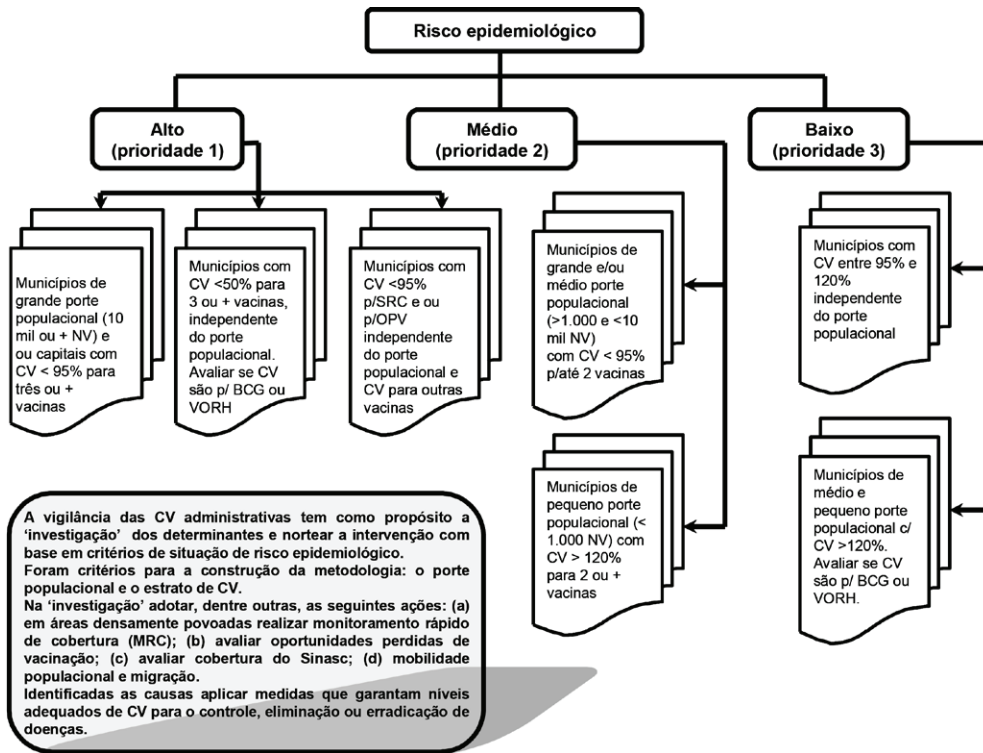 Risco epidemiológico
Alto
(prioridade 1)
Médio
(prioridade 2)
Baixo
(prioridade 3)
Municípios de
grande porte
populacional (10
mil ou + NV) e
ou capitais com
CV < 95% para
três ou +
vacinas
Municípios com
CV <50% para
3 ou + vacinas,
independente
do porte
populacional.
Avaliar se CV
são p/ BCG ou
VORH
Municípios com
CV <95%
p/SRC e ou
p/OPV
independente
do porte
populacional e
CV para outras
vacinas
Municípios de
grande e/ou
médio porte
populacional
(>1.000 e <10
mil NV)
com CV < 95%
p/até 2 vacinas
Municípios com
CV entre 95% e
120%
independente
do porte
populacional
Municípios de
pequeno porte
populacional (<
1.000 NV) com
CV > 120%
para 2 ou +
vacinas
Municípios de
médio e
pequeno porte
populacional c/
CV >120%.
Avaliar se CV
são p/ BCG ou
VORH.
A vigilância das CV administrativas tem como propósito a
‘investigação’ dos determinantes e nortear a intervenção com
base em critérios de situação de risco epidemiológico.
Foram critérios para a construção da metodologia: o porte
populacional e o estrato de CV.
Na ‘investigação’ adotar, dentre outras, as seguintes ações: (a)
em áreas densamente povoadas realizar monitoramento rápido
de cobertura (MRC); (b) avaliar oportunidades perdidas de
vacinação; (c) avaliar cobertura do Sinasc; (d) mobilidade
populacional e migração.
Identificadas as causas aplicar medidas que garantam níveis
adequados de CV para o controle, eliminação ou erradicação de
doenças.